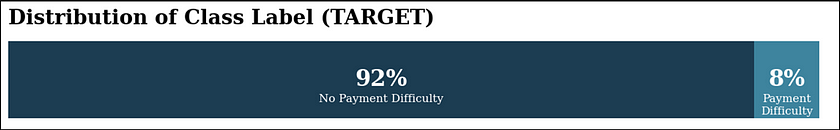 Distribution of Class Label (TARGET)
92%
No Payment Difficulty
8%
Payment
Difficulty